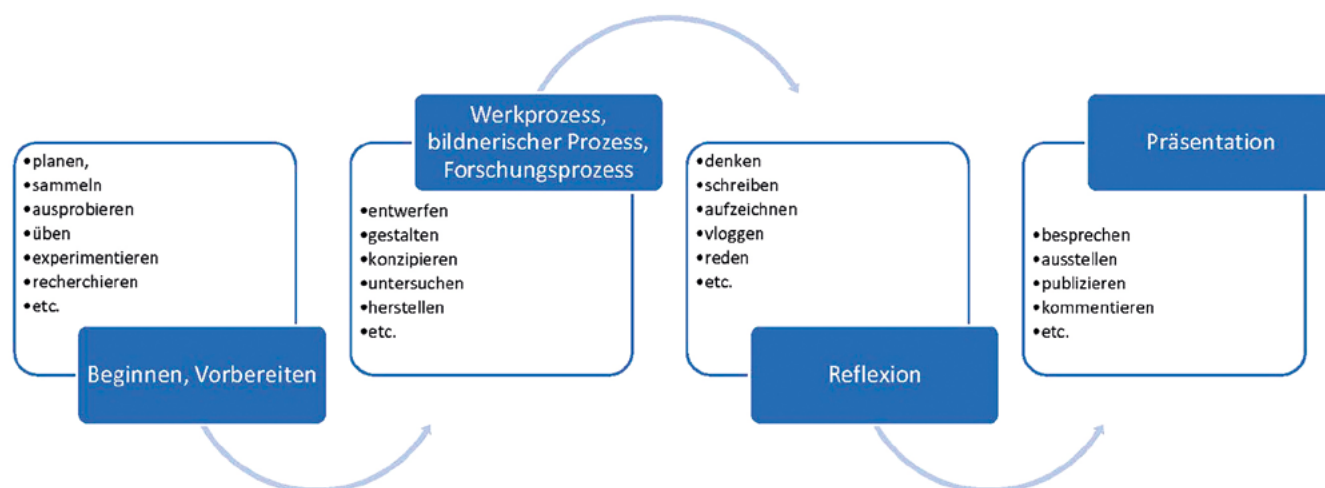 •planen,
•sammeln
•ausprobieren
•üben
•experimentieren
•recherchieren
•etc.
Beginnen, Vorbereiten
Werkprozess,
bildnerischer Prozess,
Forschungsprozess
•entwerfen
•gestalten
•konzipieren
•untersuchen
•herstellen
•etc.
•denken
•schreiben
•aufzeichnen
•vloggen
•reden
•etc.
Reflexion
Präsentation
•besprechen
•ausstellen
•publizieren
•kommentieren
•etc.